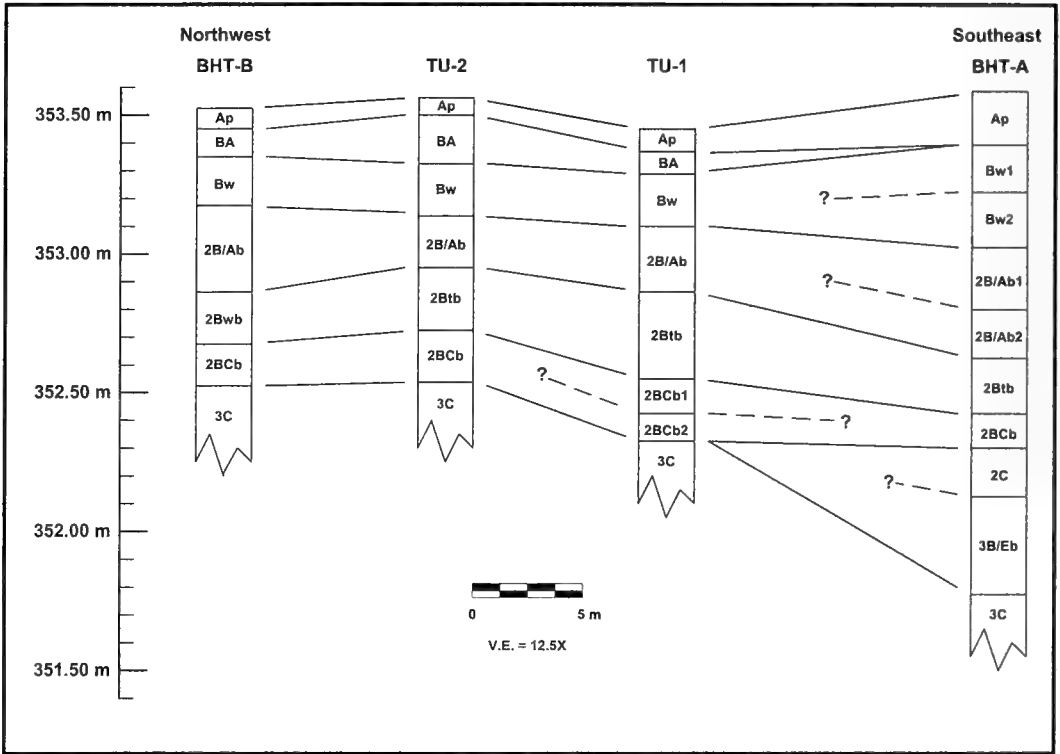 Northwest
BHT-B
TU-2
TU-1
Southeast
BHT-A
353.50 m
353.00 m
352.50 m
352.00 m
351.50 m
Ap
BA
Bw
2B/Ab
2Bwb
2BCb
3C
Ap
BA
Bw
2B/Ab
2Btb
2BCb
3C
?
Ap
BA
Bw
2B/Ab
2Btb
2BCb1
2BCb2
3C
?
?
?
?
Ap
Bw1
Bw2
2B/Ab1
2B/Ab2
2Btb
2BCb
2C
3B/Eb
3C
0 5 m
V.E. = 12.5X